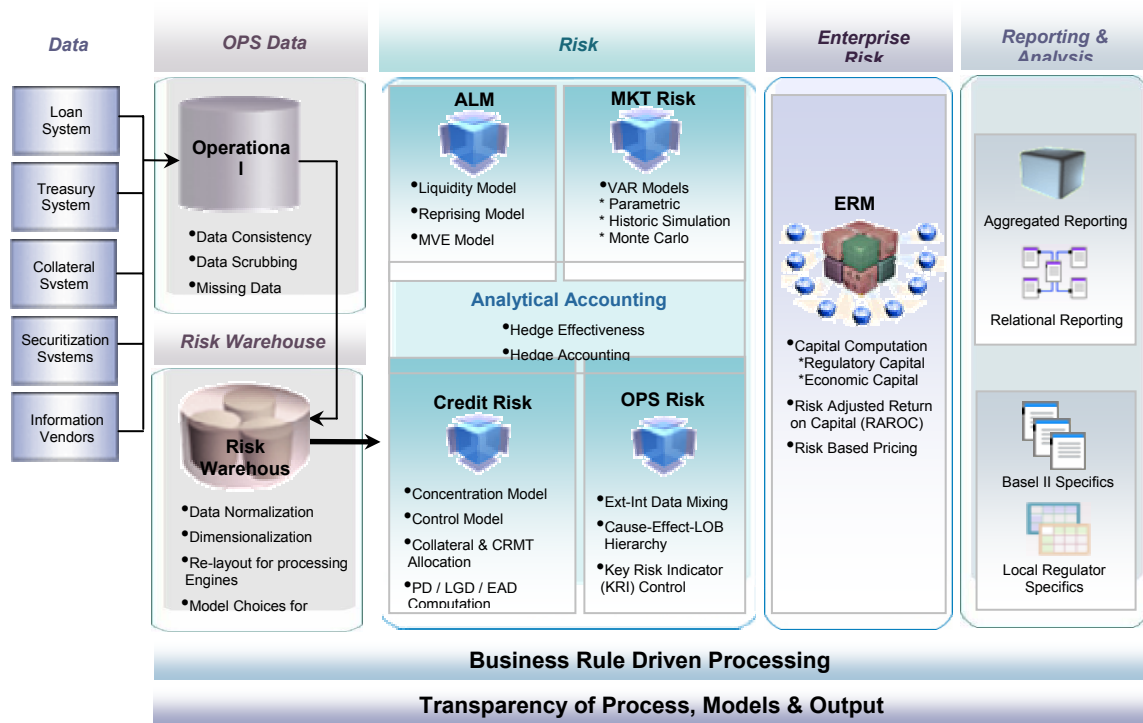 Data
OPS Data
Risk
Enterprise
Risk
Reporting &
Analysis
Loan
System
Treasury
System
Collateral
System
Securitization
Systems
Information
Vendors
Operationa
l
•Data Consistency
•Data Scrubbing
•Missing Data
Risk Warehouse
Risk
Warehous
•Data Normalization
•Dimensionalization
•Re-layout for processing
Engines
•Model Choices for
ALM
•Liquidity Model
•Reprising Model
•MVE Model
MKT Risk
•VAR Models
* Parametric
* Historic Simulation
* Monte Carlo
Analytical Accounting
•Hedge Effectiveness
•Hedge Accounting
Credit Risk
•Concentration Model
•Control Model
•Collateral & CRMT
Allocation
•PD / LGD / EAD
Computation
OPS Risk
•Ext-Int Data Mixing
•Cause-Effect-LOB
Hierarchy
•Key Risk Indicator
(KRI) Control
ERM
•Capital Computation
*Regulatory Capital
*Economic Capital
•Risk Adjusted Return
on Capital (RAROC)
•Risk Based Pricing
Aggregated Reporting
Relational Reporting
Basel II Specifics
Local Regulator
Specifics
Business Rule Driven Processing
Transparency of Process, Models & Output